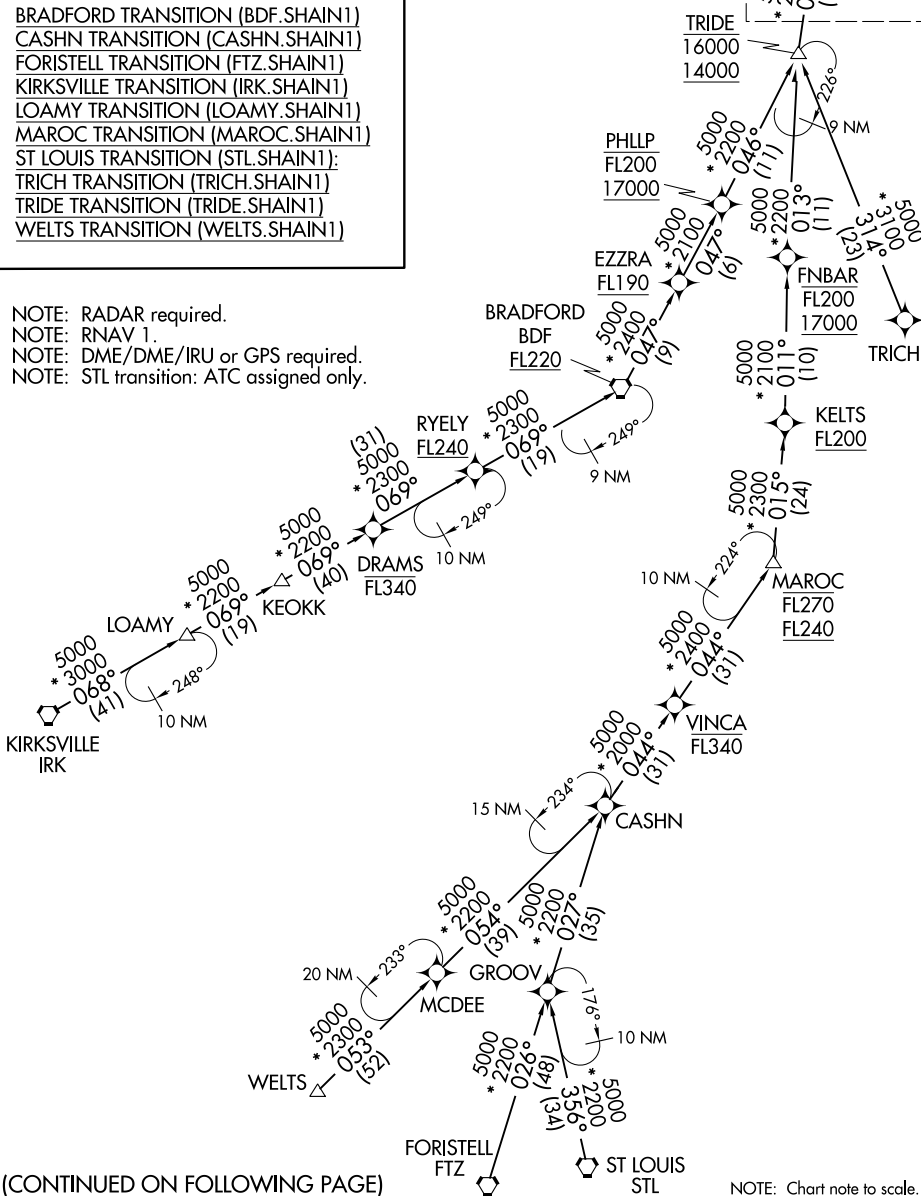 BRADFORD TRANSITION (BDF.SHAIN1)
CASHN TRANSITION (CASHN.SHAIN1)
FORISTELL TRANSITION (FTZ.SHAIN1)
KIRKSVILLE TRANSITION (IRK.SHAIN1)
LOAMY TRANSITION (LOAMY.SHAIN1)
MAROC TRANSITION (MAROC.SHAIN1)
ST LOUIS TRANSITION (STL.SHAIN1):
TRICH TRANSITION (TRICH.SHAIN1)
TRIDE TRANSITION (TRIDE.SHAIN1)
WELTS TRANSITION (WELTS.SHAIN1)
NOTE: RADAR required.
NOTE: RNAV 1.
NOTE: DME/DME/IRU or GPS required.
NOTE: STL transition: ATC assigned only.
TRIDE
16000
14000
226°
9 NM
5000
*2200
046°
(11)
PHLLP
FL200
17000
5000
*2200
013°
(11)
5000
*3100
314°
(23)
TRICH
FNBAR
FL200
17000
5000
*2100
047°
(6)
EZZRA
FL190
BRADFORD
BDF
FL220
5000
*2400
047°
(9)
5000
*2100
011°
(10)
KELTS
FL200
RYELY
FL240
5000
*2300
069°
(19)
249°
9 NM
(31)
5000
*2300
069°
249°
10 NM
DRAMS
FL340
5000
*2200
069°
(40)
KEOKK
5000
*2200
069°
(19)
LOAMY
248°
10 NM
5000
*3000
068°
(41)
KIRKSVILLE
IRK
5000
*2300
015°
(24)
224°
10 NM
MAROC
FL270
FL240
5000
*2400
044°
(31)
VINCA
FL340
5000
*2000
044°
(31)
234°
15 NM
CASHN
5000
*2200
054°
(39)
5000
*2200
027°
(35)
233°
20 NM
MCDEE
GROOV
176°
10 NM
5000
*2300
053°
(52)
WELTS
5000
*2200
026°
(48)
5000
*2200
356°
(34)
FORISTELL
FTZ
ST LOUIS
STL
(CONTINUED ON FOLLOWING PAGE)
NOTE: Chart note to scale.